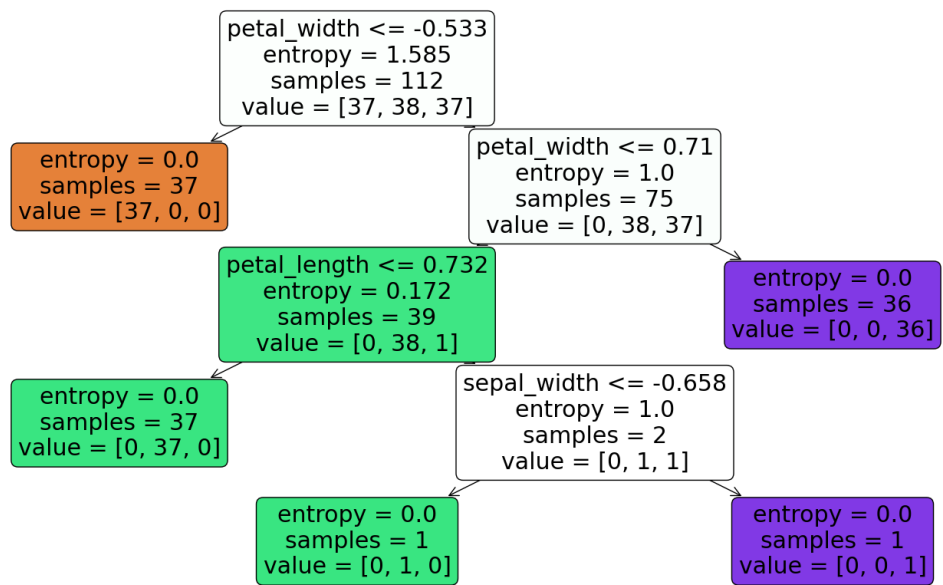 petal_width <= -0.533
entropy = 1.585
samples = 112
value = [37, 38, 37]
entropy = 0.0
samples = 37
value = [37, 0, 0]
petal_width <= 0.71
entropy = 1.0
samples = 75
value = [0, 38, 37]
petal_length <= 0.732
entropy = 0.172
samples = 39
value = [0, 38, 1]
entropy = 0.0
samples = 36
value = [0, 0, 36]
entropy = 0.0
samples = 37
value = [0, 37, 0]
sepal_width <= -0.658
entropy = 1.0
samples = 2
value = [0, 1, 1]
entropy = 0.0
samples = 1
value = [0, 1, 0]
entropy = 0.0
samples = 1
value = [0, 0, 1]